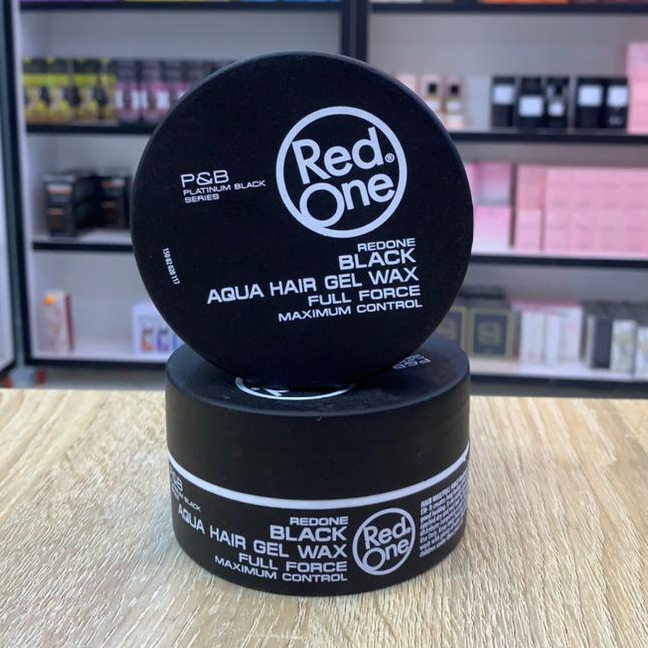 P&B
PLATINUM BLACK
SERIES
Red®
One
REDONE
BLACK
AQUA HAIR GEL WAX
FULL FORCE
MAXIMUM CONTROL
P&B
BLACK
REDONE
BLACK
AQUA HAIR GEL WAX
FULL FORCE
MAXIMUM CONTROL
Red
One